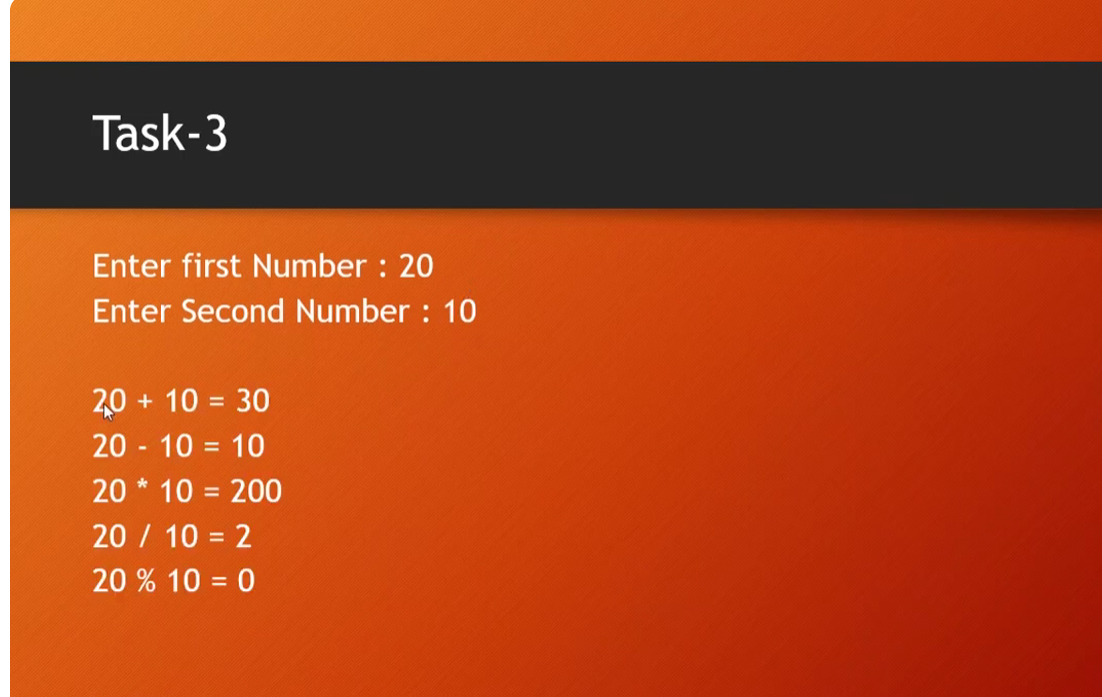 Task-3
Enter first Number : 20
Enter Second Number : 10
20 + 10 = 30
20 - 10 = 10
20 * 10 = 200
20 / 10 = 2
20 % 10 = 0